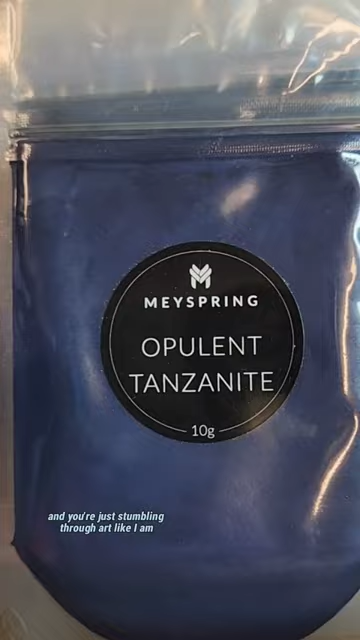 MEYSPRING
OPULENT
TANZANITE
10g
and you're just stumbling
through art like I am